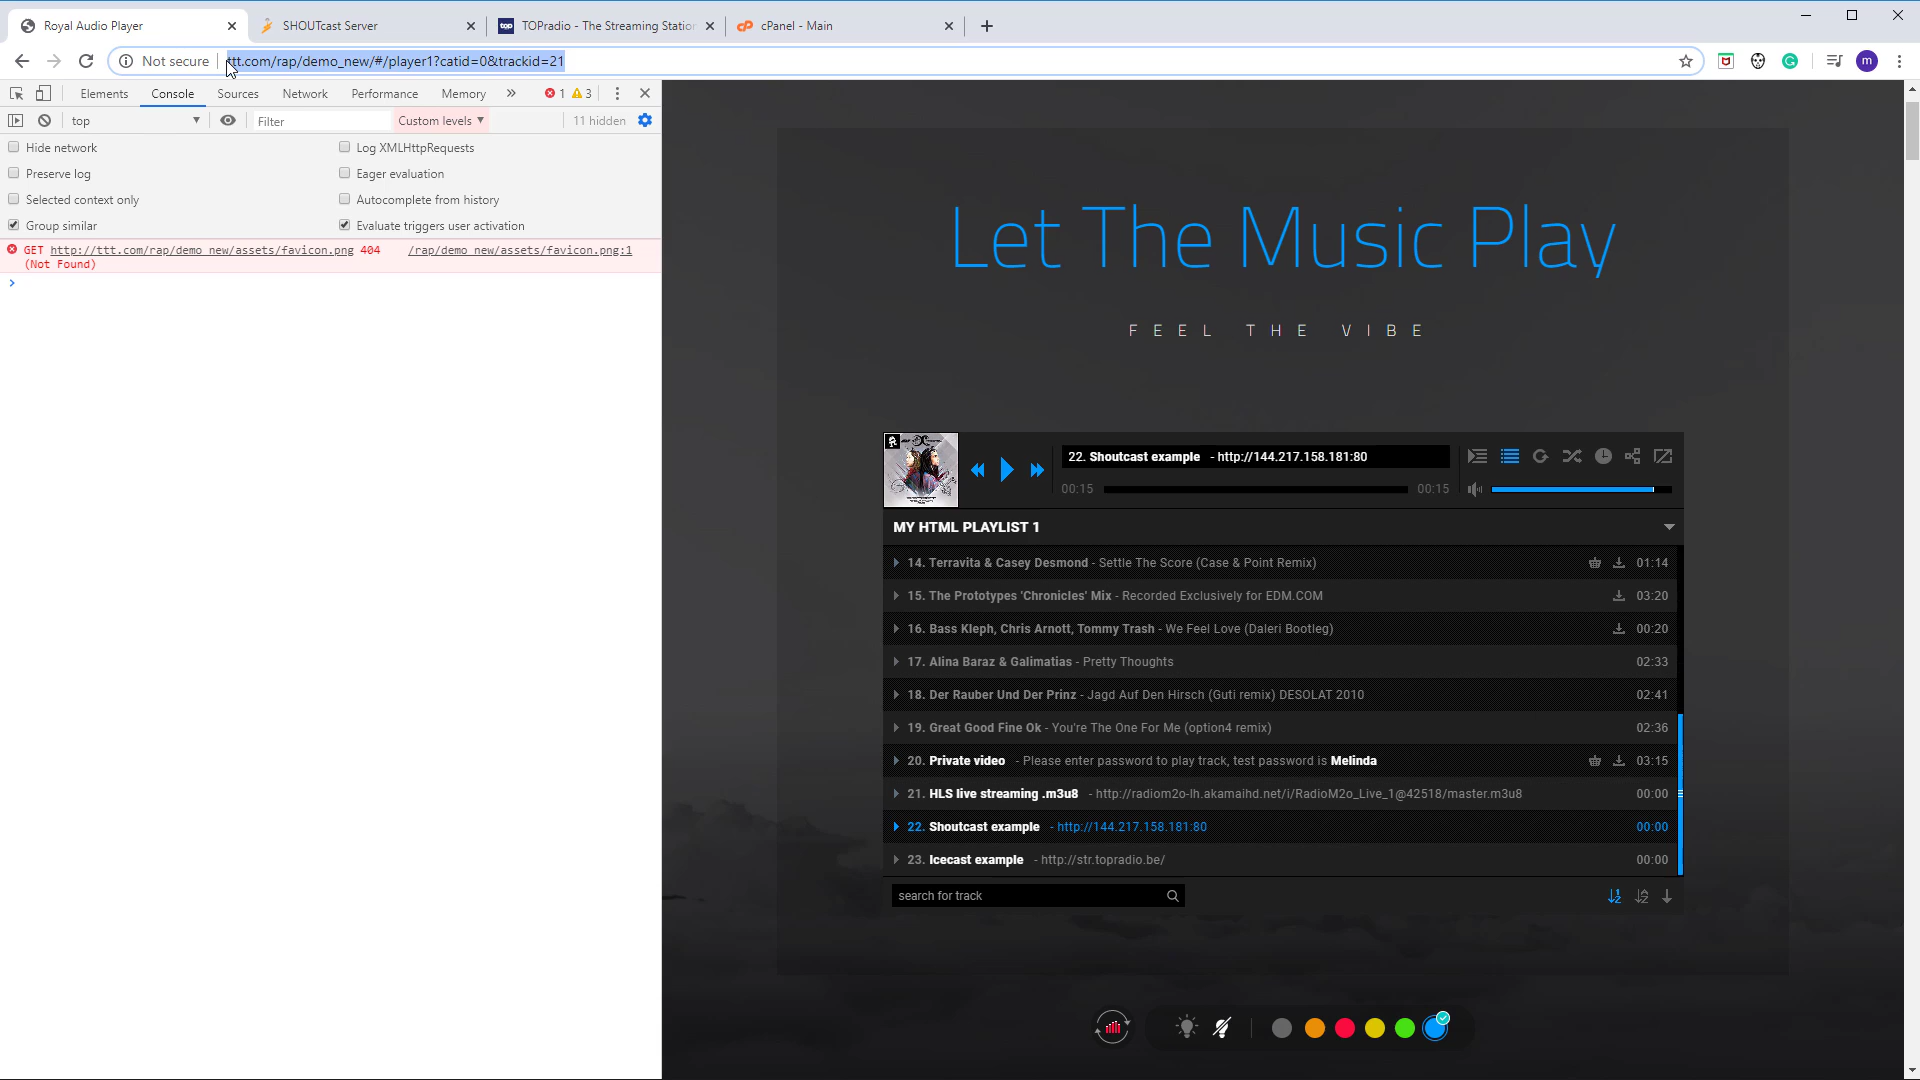 Royal Audio Player
SHOUTcast Server
top
TOPradio - The Streaming Station
cPanel - Main
Not secure
ttt.com/rap/demo_new/#/player1?catid=0&trackid=21
m
Elements
Console
Sources
Network
Performance
Memory
1
3
top
Filter
Custom levels
11 hidden
Hide network
Log XMLHttpRequests
Preserve log
Eager evaluation
Selected context only
Autocomplete from history
Group similar
Evaluate triggers user activation
GET http://ttt.com/rap/demo_new/assets/favicon.png 404
(Not Found)
/rap/demo_new/assets/favicon.png:1
Let The Music Play
FEEL THE VIBE
22. Shoutcast example - http://144.217.158.181:80
00:15
00:15
MY HTML PLAYLIST 1
14. Terravita & Casey Desmond - Settle The Score (Case & Point Remix) 01:14
15. The Prototypes 'Chronicles' Mix - Recorded Exclusively for EDM.COM 03:20
16. Bass Kleph, Chris Arnott, Tommy Trash - We Feel Love (Daleri Bootleg) 00:20
17. Alina Baraz & Galimatias - Pretty Thoughts 02:33
18. Der Rauber Und Der Prinz - Jagd Auf Den Hirsch (Guti remix) DESOLAT 2010 02:41
19. Great Good Fine Ok - You're The One For Me (option4 remix) 02:36
20. Private video - Please enter password to play track, test password is Melinda 03:15
21. HLS live streaming .m3u8 - http://radiom2o-lh.akamaihd.net/i/RadioM2o_Live_1@42518/master.m3u8 00:00
22. Shoutcast example - http://144.217.158.181:80 00:00
23. Icecast example - http://str.topradio.be/ 00:00
search for track